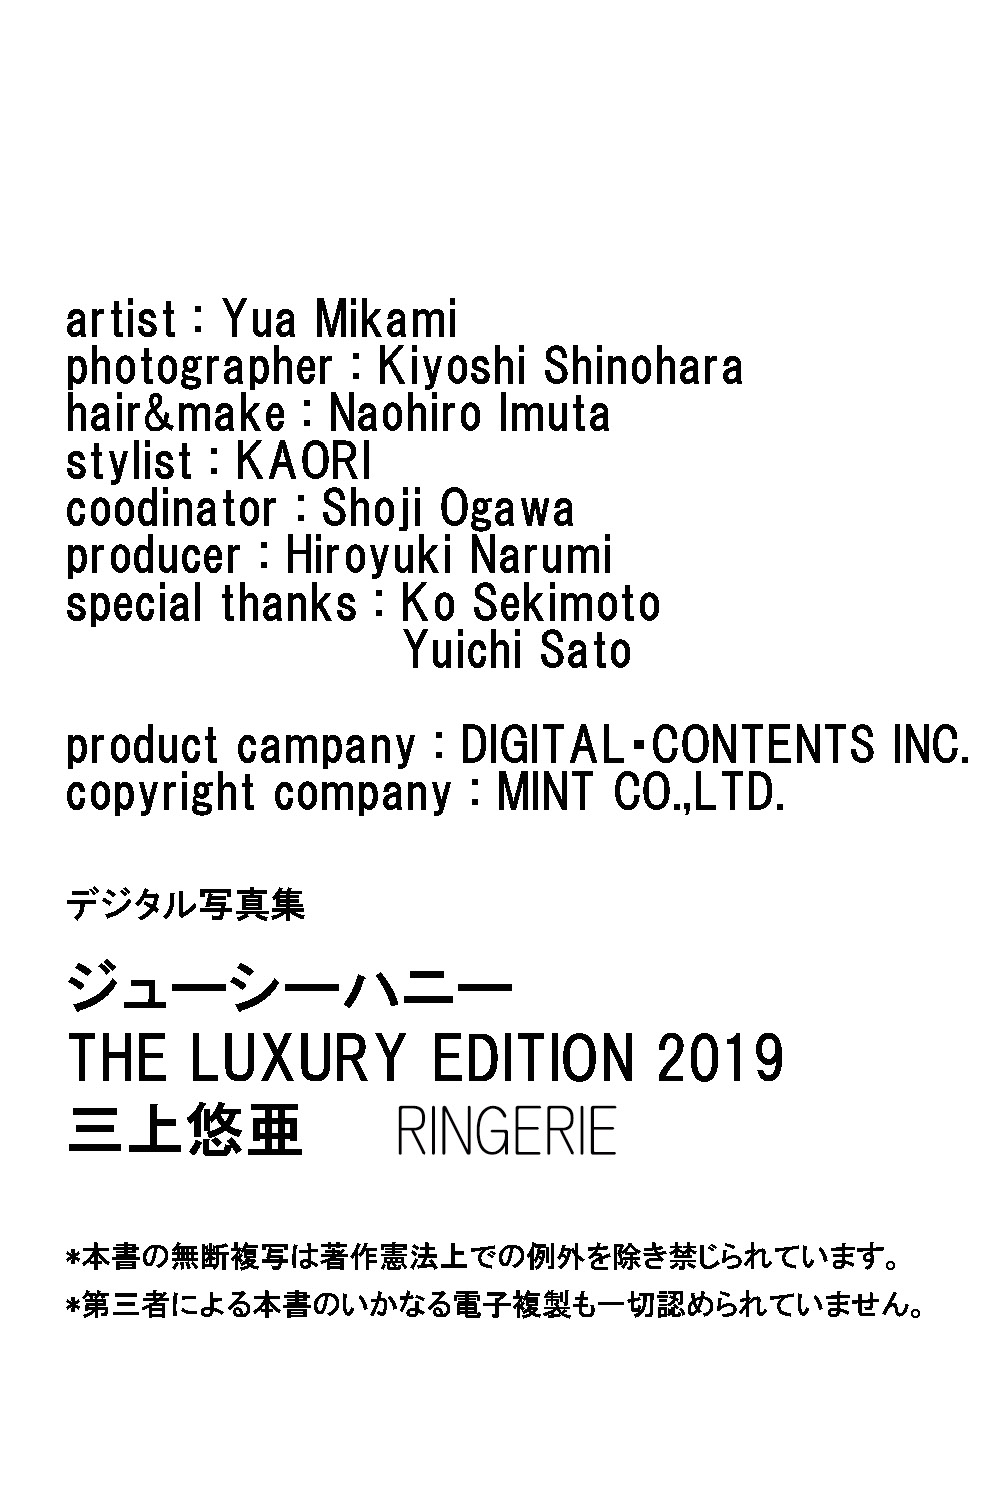 artist : Yua Mikami
photographer : Kiyoshi Shinohara
hair&make : Naohiro Imuta
stylist : KAORI
coodinator : Shoji Ogawa
producer : Hiroyuki Narumi
special thanks : Ko Sekimoto
Yuichi Sato
product campany : DIGITAL・CONTENTS INC.
copyright company : MINT CO.,LTD.
デジタル写真集
ジューシーハニー
THE LUXURY EDITION 2019
三上悠亜 RINGERIE
*本書の無断複写は著作憲法上での例外を除き禁じられています。
*第三者による本書のいかなる電子複製も一切認められていません。